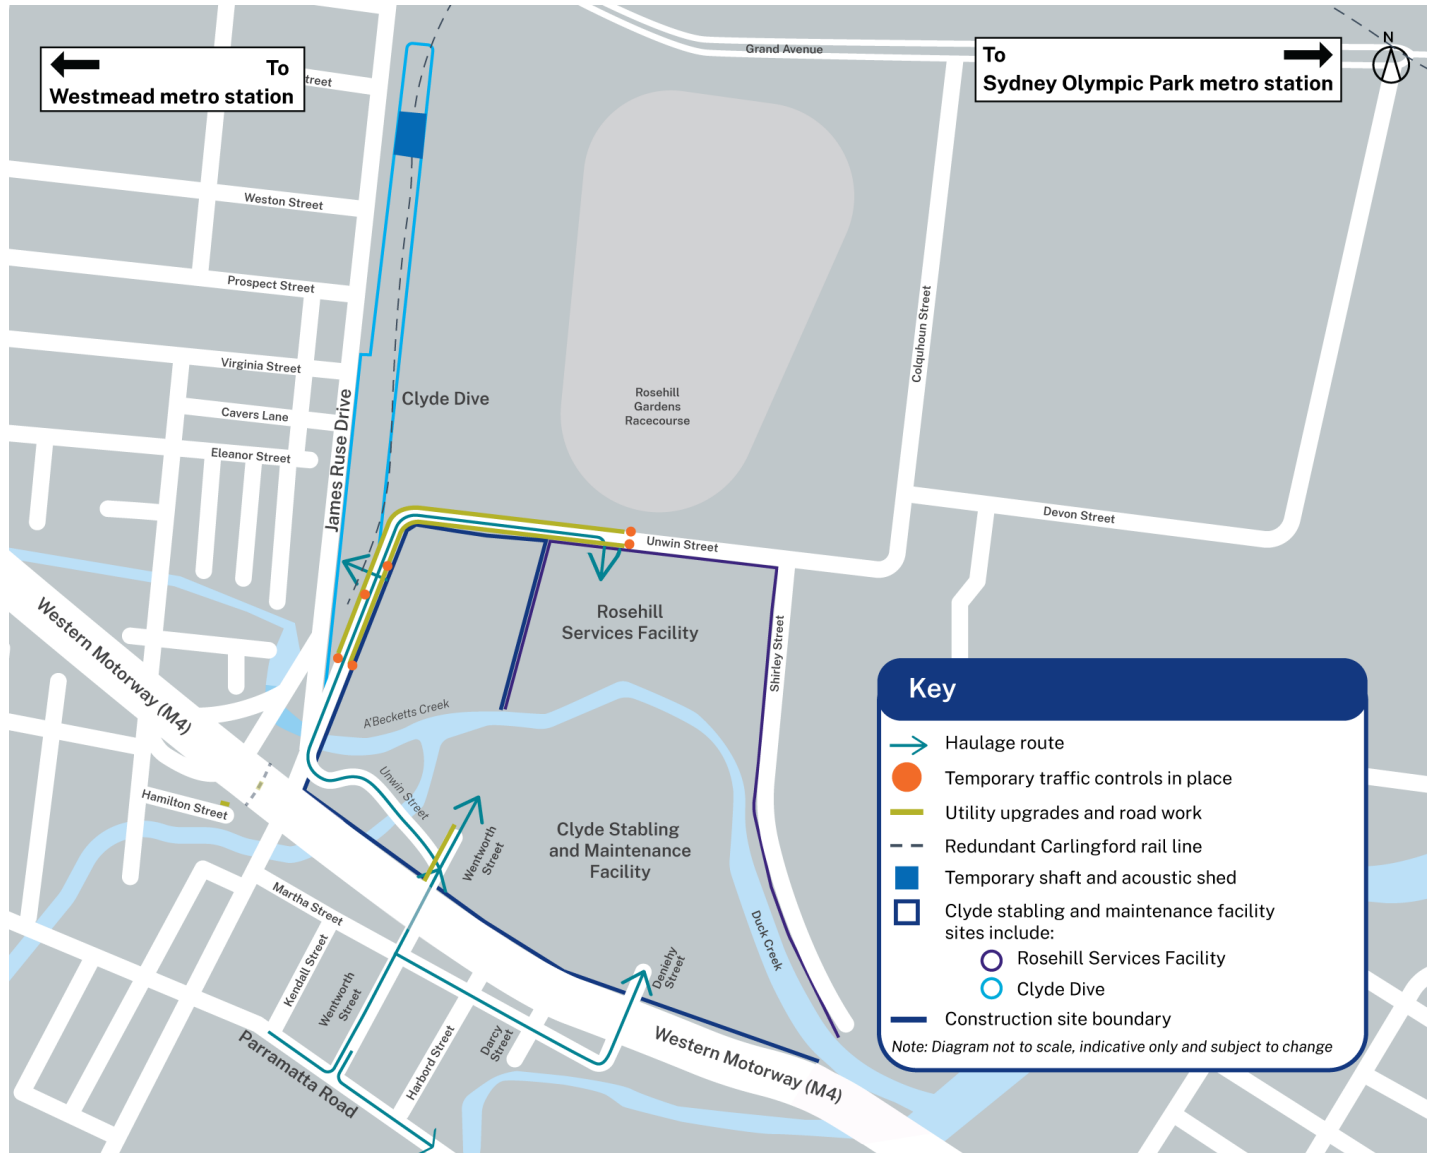 To
Westmead metro station
To
Sydney Olympic Park metro station
N
Grand Avenue
treet
Weston Street
Prospect Street
Virginia Street
Cavers Lane
Eleanor Street
James Ruse Drive
Clyde Dive
Rosehill
Gardens
Racecourse
Colquhoun Street
Devon Street
Unwin Street
Rosehill
Services Facility
Shirley Street
Western Motorway (M4)
A'Becketts Creek
Unwin Street
Hamilton Street
Wentworth
Street
Clyde Stabling
and Maintenance
Facility
Martha Street
Kendall Street
Wentworth
Street
Harbord Street
Darcy
Street
Deniehy
Street
Duck Creek
Parramatta Road
Western Motorway (M4)
Key
Haulage route
Temporary traffic controls in place
Utility upgrades and road work
Redundant Carlingford rail line
Temporary shaft and acoustic shed
Clyde stabling and maintenance facility
sites include:
Rosehill Services Facility
Clyde Dive
Construction site boundary
Note: Diagram not to scale, indicative only and subject to change